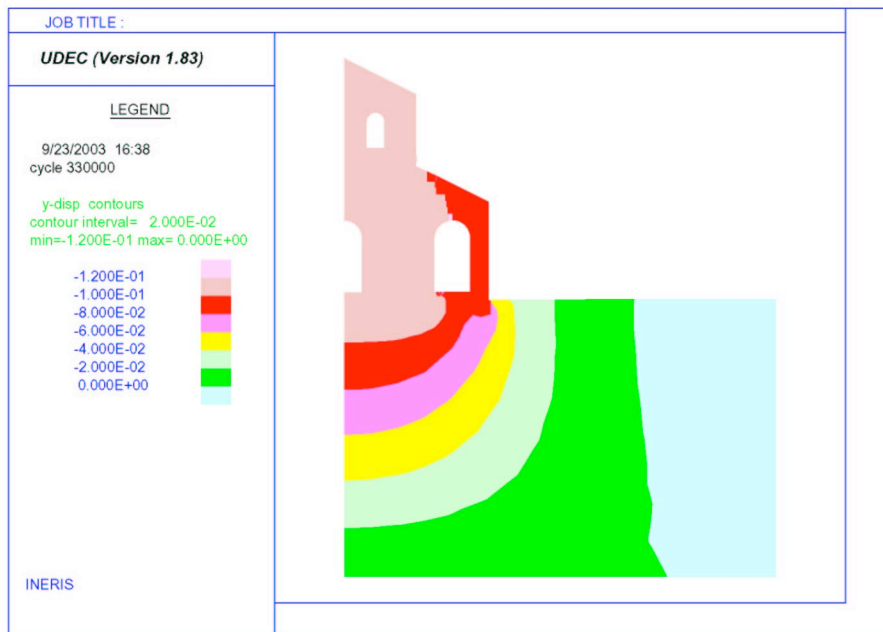 JOB TITLE :
UDEC (Version 1.83)
LEGEND
9/23/2003 16:38
cycle 330000
y-disp contours
contour interval= 2.000E-02
min=-1.200E-01 max= 0.000E+00
-1.200E-01
-1.000E-01
-8.000E-02
-6.000E-02
-4.000E-02
-2.000E-02
0.000E+00
INERIS